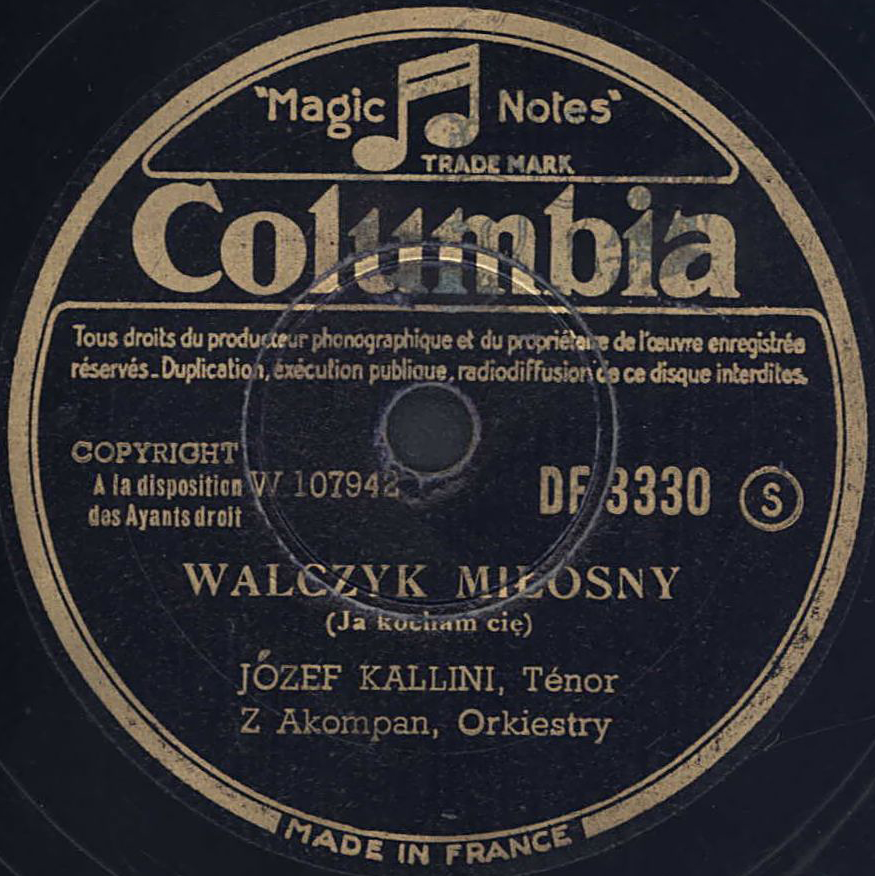 "Magic Notes"
TRADE MARK
Columbia
Tous droits du producteur phonographique et du propriétaire de l'œuvre enregistrée
réservés_Duplication, exécution publique, radiodiffusion de ce disque interdites.
COPYRIGHT
A la disposition
des Ayants droit
W 107942
DF 3330 S
WALCZYK MIŁOSNY
(Ja kocham cię)
JÓZEF KALLINI, Ténor
Z Akompan, Orkiestry
MADE IN FRANCE